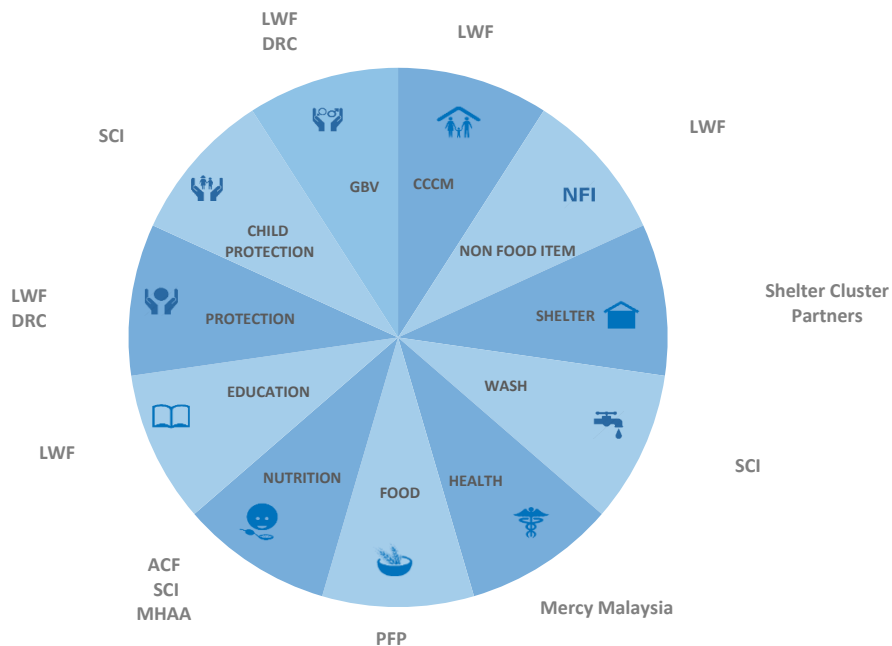 LWF
DRC
LWF
SCI
LWF
NFI
GBV
CCCM
CHILD
PROTECTION
NON FOOD ITEM
LWF
DRC
PROTECTION
SHELTER
Shelter Cluster
Partners
EDUCATION
WASH
LWF
SCI
NUTRITION
FOOD
HEALTH
ACF
SCI
MHAA
PFP
Mercy Malaysia